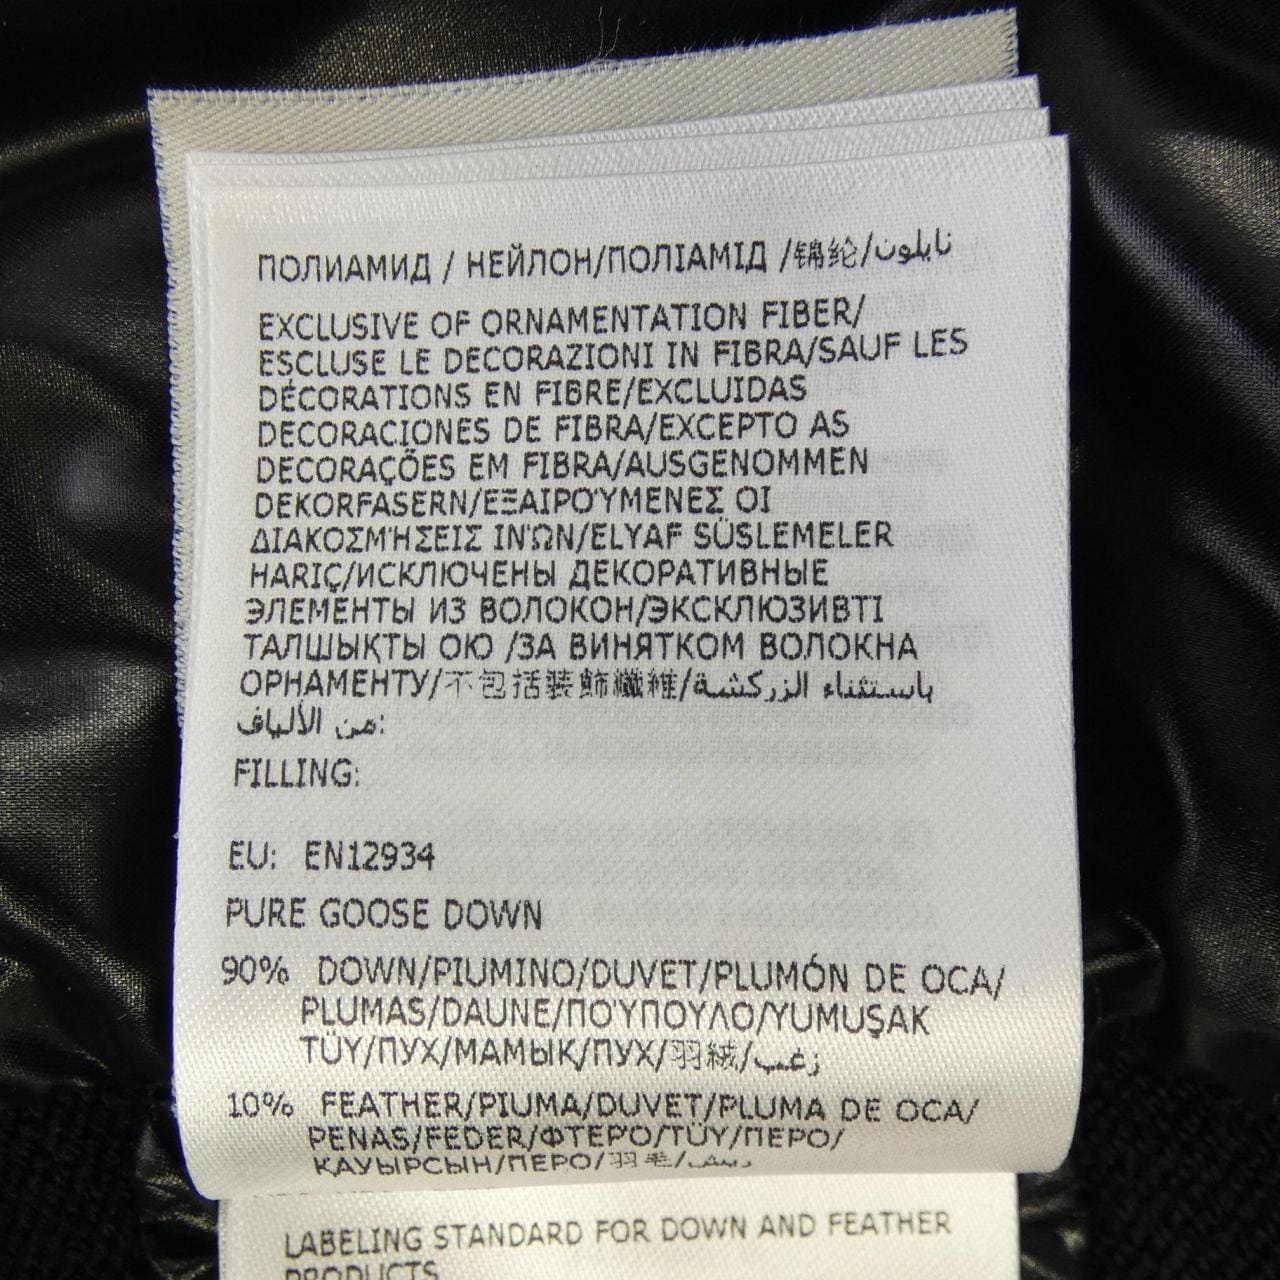 ПОЛИАМИД / НЕЙЛОН/ПОЛІАМІД /锦纶/نايلون
EXCLUSIVE OF ORNAMENTATION FIBER/
ESCLUSE LE DECORAZIONI IN FIBRA/SAUF LES
DÉCORATIONS EN FIBRE/EXCLUIDAS
DECORACIONES DE FIBRA/EXCEPTO AS
DECORAÇÕES EM FIBRA/AUSGENOMMEN
DEKORFASERN/ΕΞΑΙΡΟΎΜΕΝΕΣ ΟΙ
ΔΙΑΚΟΣΜΉΣΕΙΣ ΙΝΏΝ/ELYAF SÜSLEMELER
HARIÇ/ИСКЛЮЧЕНЫ ДЕКОРАТИВНЫЕ
ЭЛЕМЕНТЫ ИЗ ВОЛОКОН/ЭКСКЛЮЗИВТІ
ТАЛШЫҚТЫ ОЮ /ЗА ВИНЯТКОМ ВОЛОКНА
ОРНАМЕНТУ/不包括装飾纖維/باستثناء الزركشة
من الألياف:
FILLING:
EU: EN12934
PURE GOOSE DOWN
90% DOWN/PIUMINO/DUVET/PLUMÓN DE OCA/
PLUMAS/DAUNE/ΠΟΎΠΟΥΛΟ/YUMUŞAK
TÜY/ПУХ/МАМЫҚ/ПУХ/羽絨/زغب
10% FEATHER/PIUMA/DUVET/PLUMA DE OCA/
PENAS/FEDER/ΦΤΕΡΌ/TÜY/ПЕРО/
ҚАУЫРСЫН/ПЕРО/羽毛/ريش
LABELING STANDARD FOR DOWN AND FEATHER
PRODUCTS